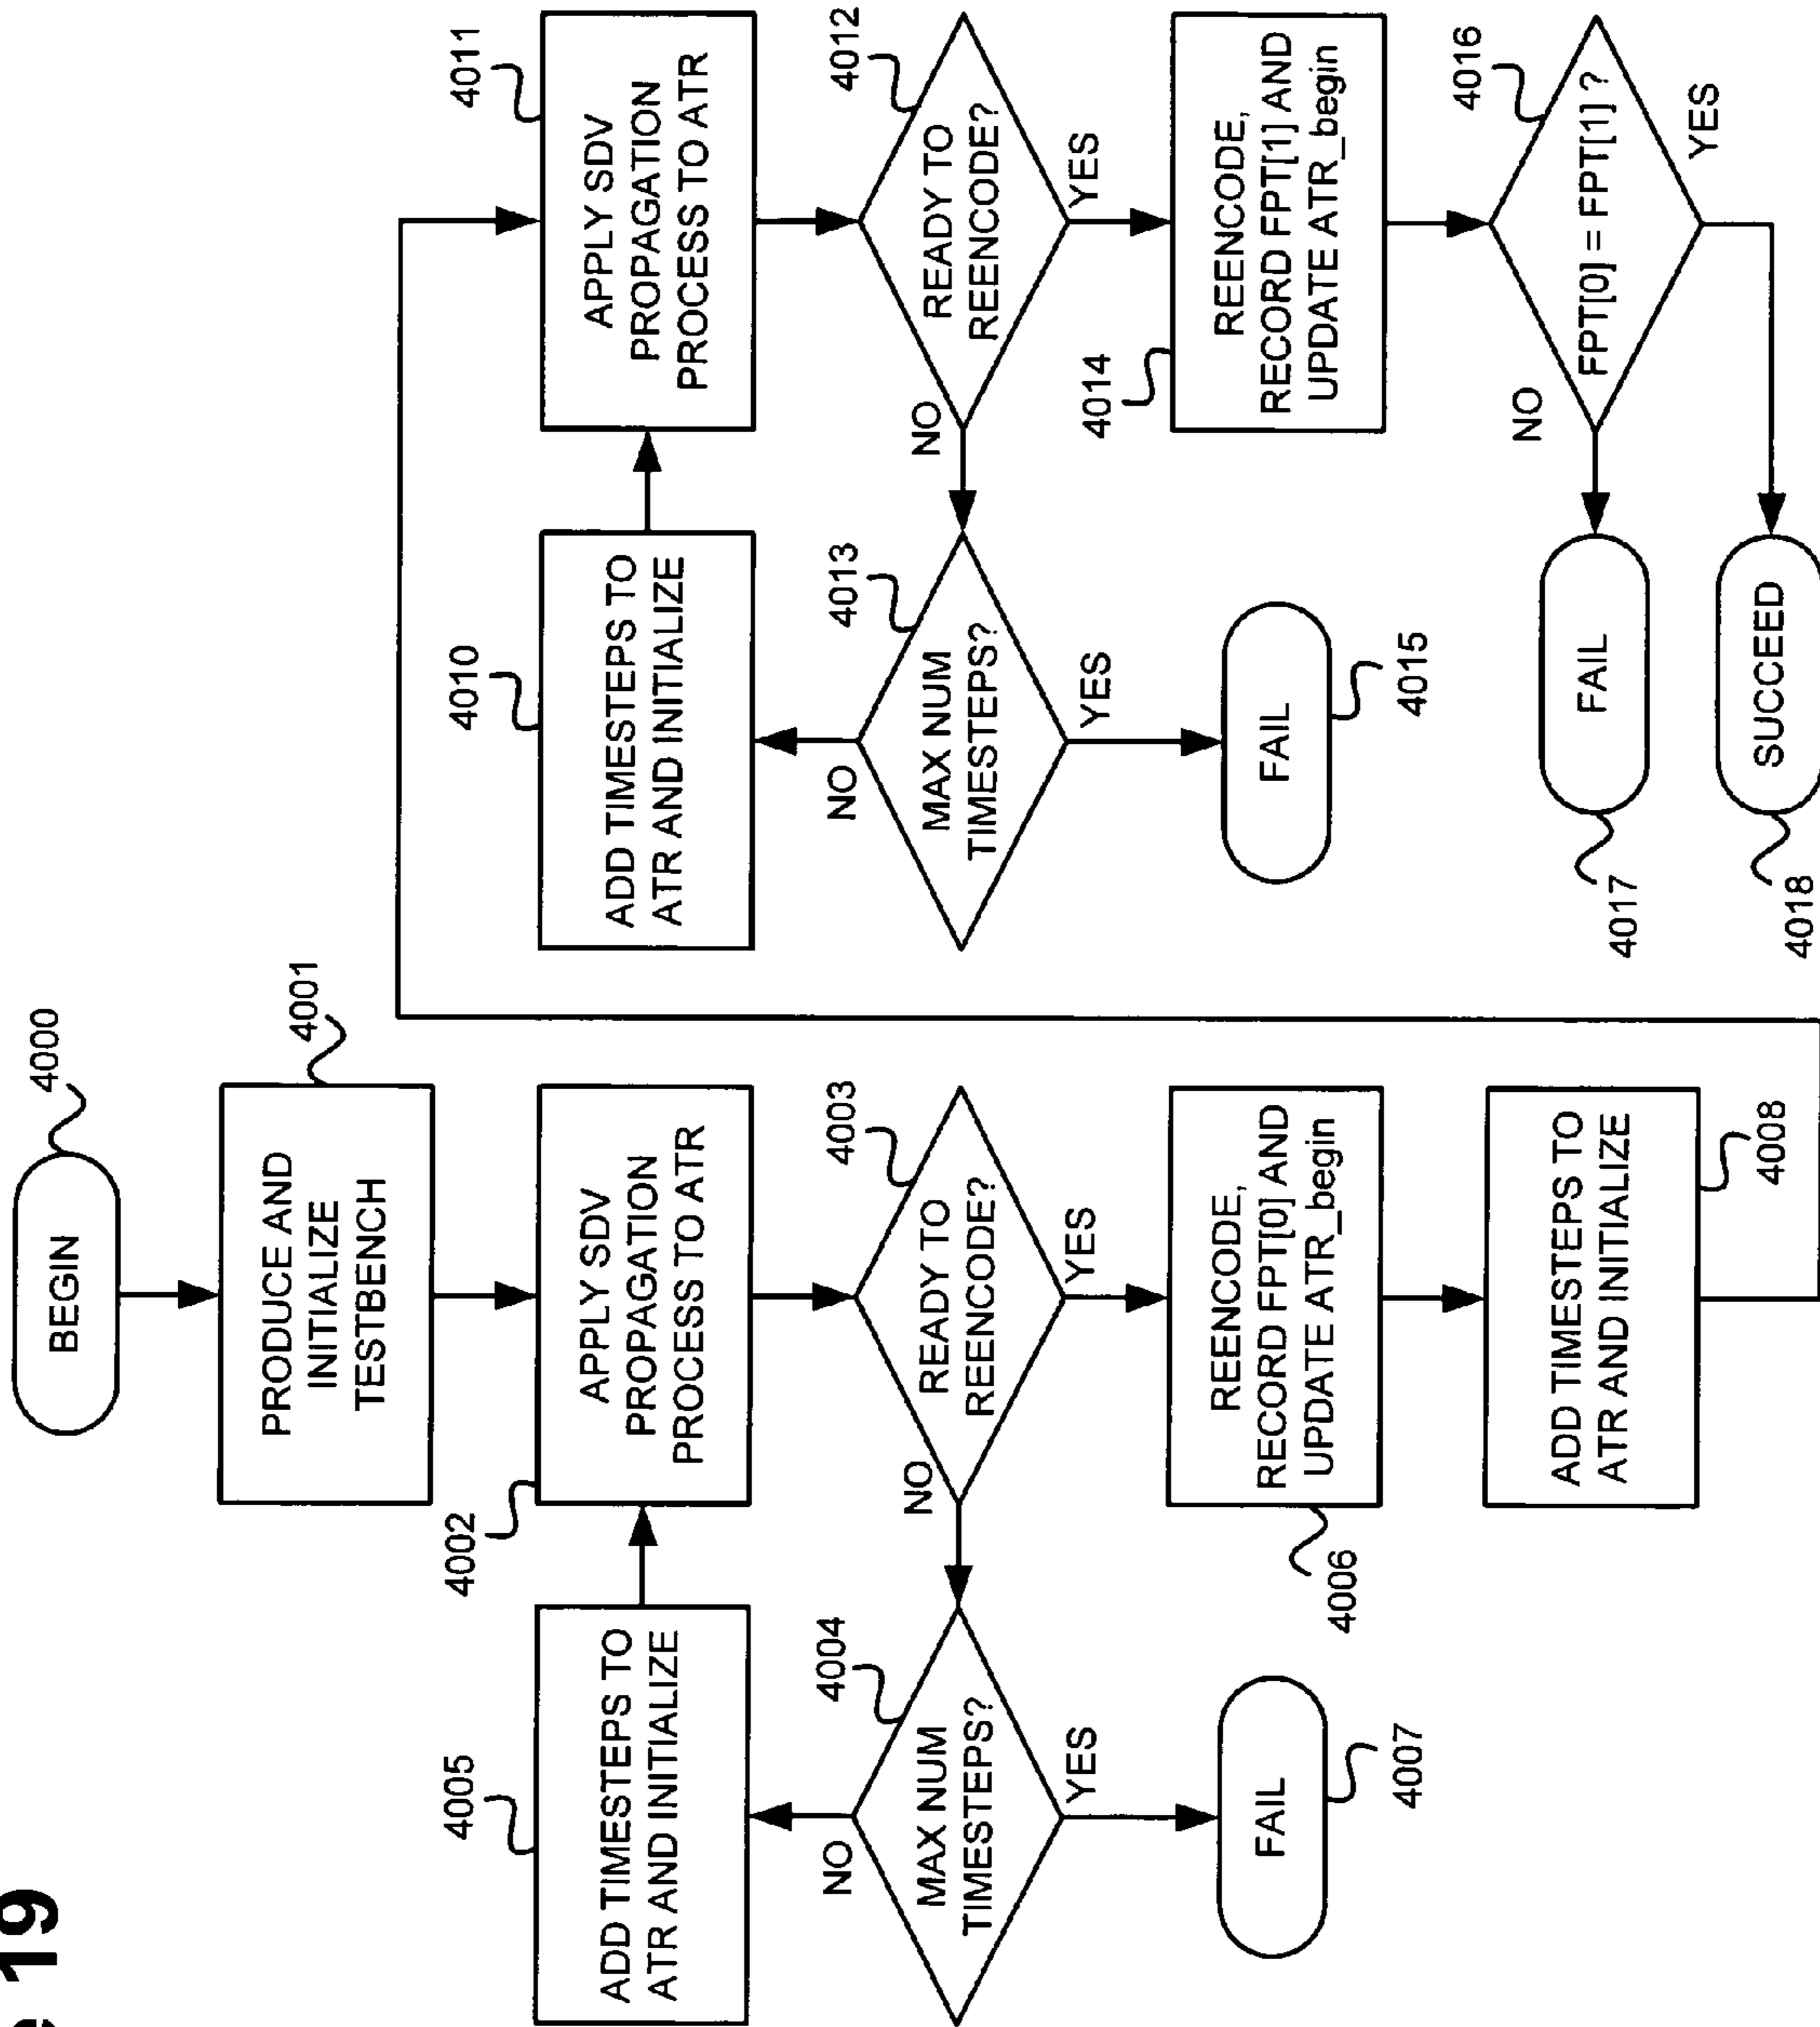 e 19
4000
BEGIN
4001
PRODUCE AND
INITIALIZE
TESTBENCH
4002
APPLY SDV
PROPAGATION
PROCESS TO ATR
4005
ADD TIMESTEPS TO
ATR AND INITIALIZE
4003
READY TO
REENCODE?
NO
YES
4004
MAX NUM
TIMESTEPS?
NO
YES
FAIL
4007
REENCODE,
RECORD FPT[0] AND
UPDATE ATR_begin
4006
ADD TIMESTEPS TO
ATR AND INITIALIZE
4008
4011
APPLY SDV
PROPAGATION
PROCESS TO ATR
4010
ADD TIMESTEPS TO
ATR AND INITIALIZE
4012
READY TO
REENCODE?
NO
YES
4013
MAX NUM
TIMESTEPS?
NO
YES
FAIL
4015
4014
REENCODE,
RECORD FPT[1] AND
UPDATE ATR_begin
4016
FPT[0] = FPT[1] ?
NO
YES
FAIL
4017
SUCCEED
4018